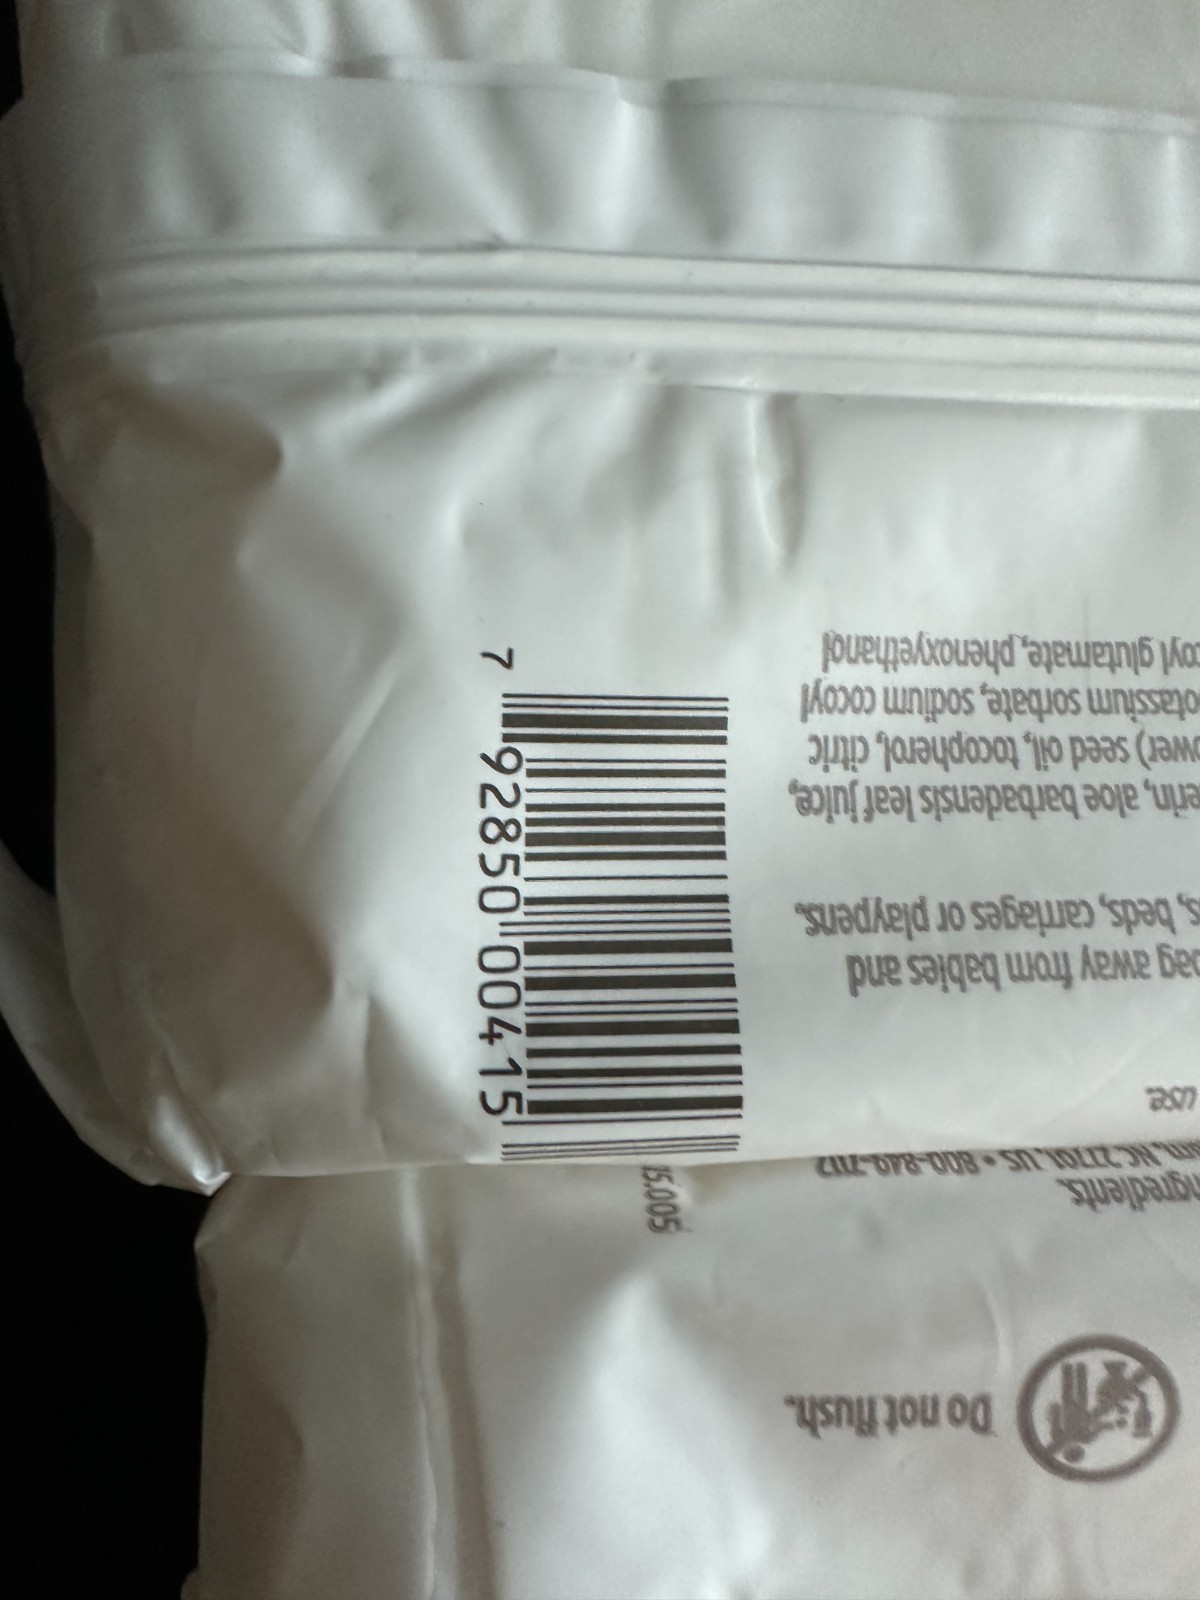 7 92850 00415
Do not flush.
ngredients.
am, NC 27701, US • 800-849-7117
use.
bag away from babies and
s, beds, carriages or playpens.
erin, aloe barbadensis leaf juice,
ower) seed oil, tocopherol, citric
otassium sorbate, sodium cocoyl
coyl glutamate, phenoxyethanol
15.005